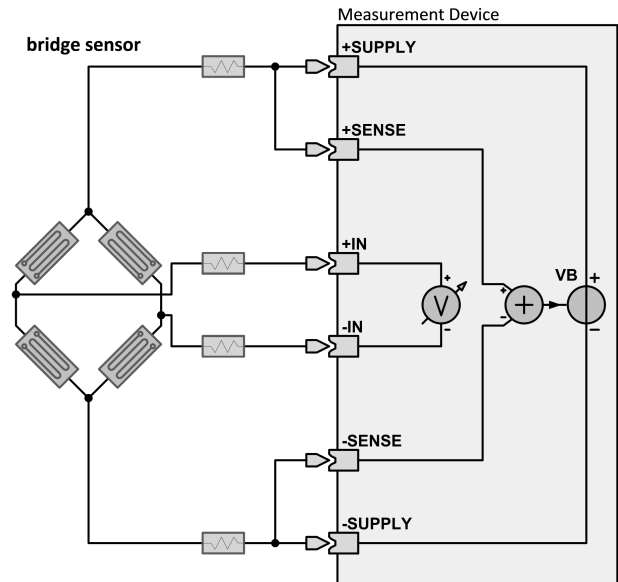 Measurement Device
bridge sensor
+SUPPLY
+SENSE
+IN
VB
+
+
+
-
V
+
-
-
-IN
-SENSE
-SUPPLY